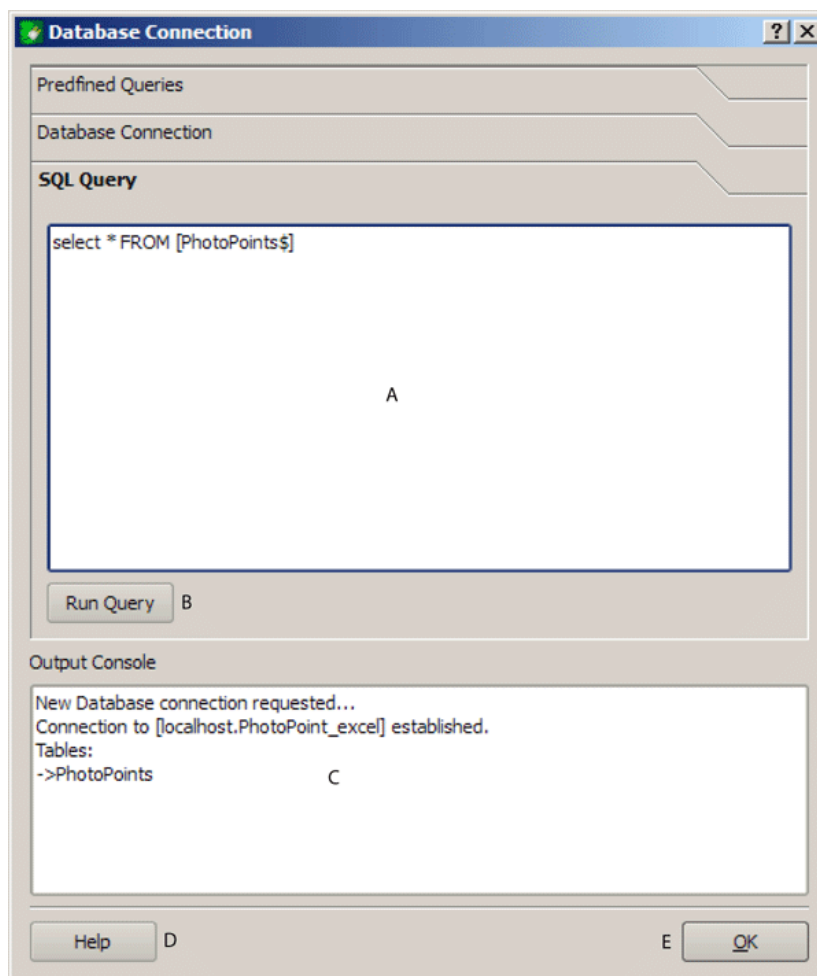 Database Connection
Predfined Queries
Database Connection
SQL Query
select * FROM [PhotoPoints$]
A
Run Query B
Output Console
New Database connection requested...
Connection to [localhost.PhotoPoint_excel] established.
Tables:
->PhotoPoints
C
Help D E OK